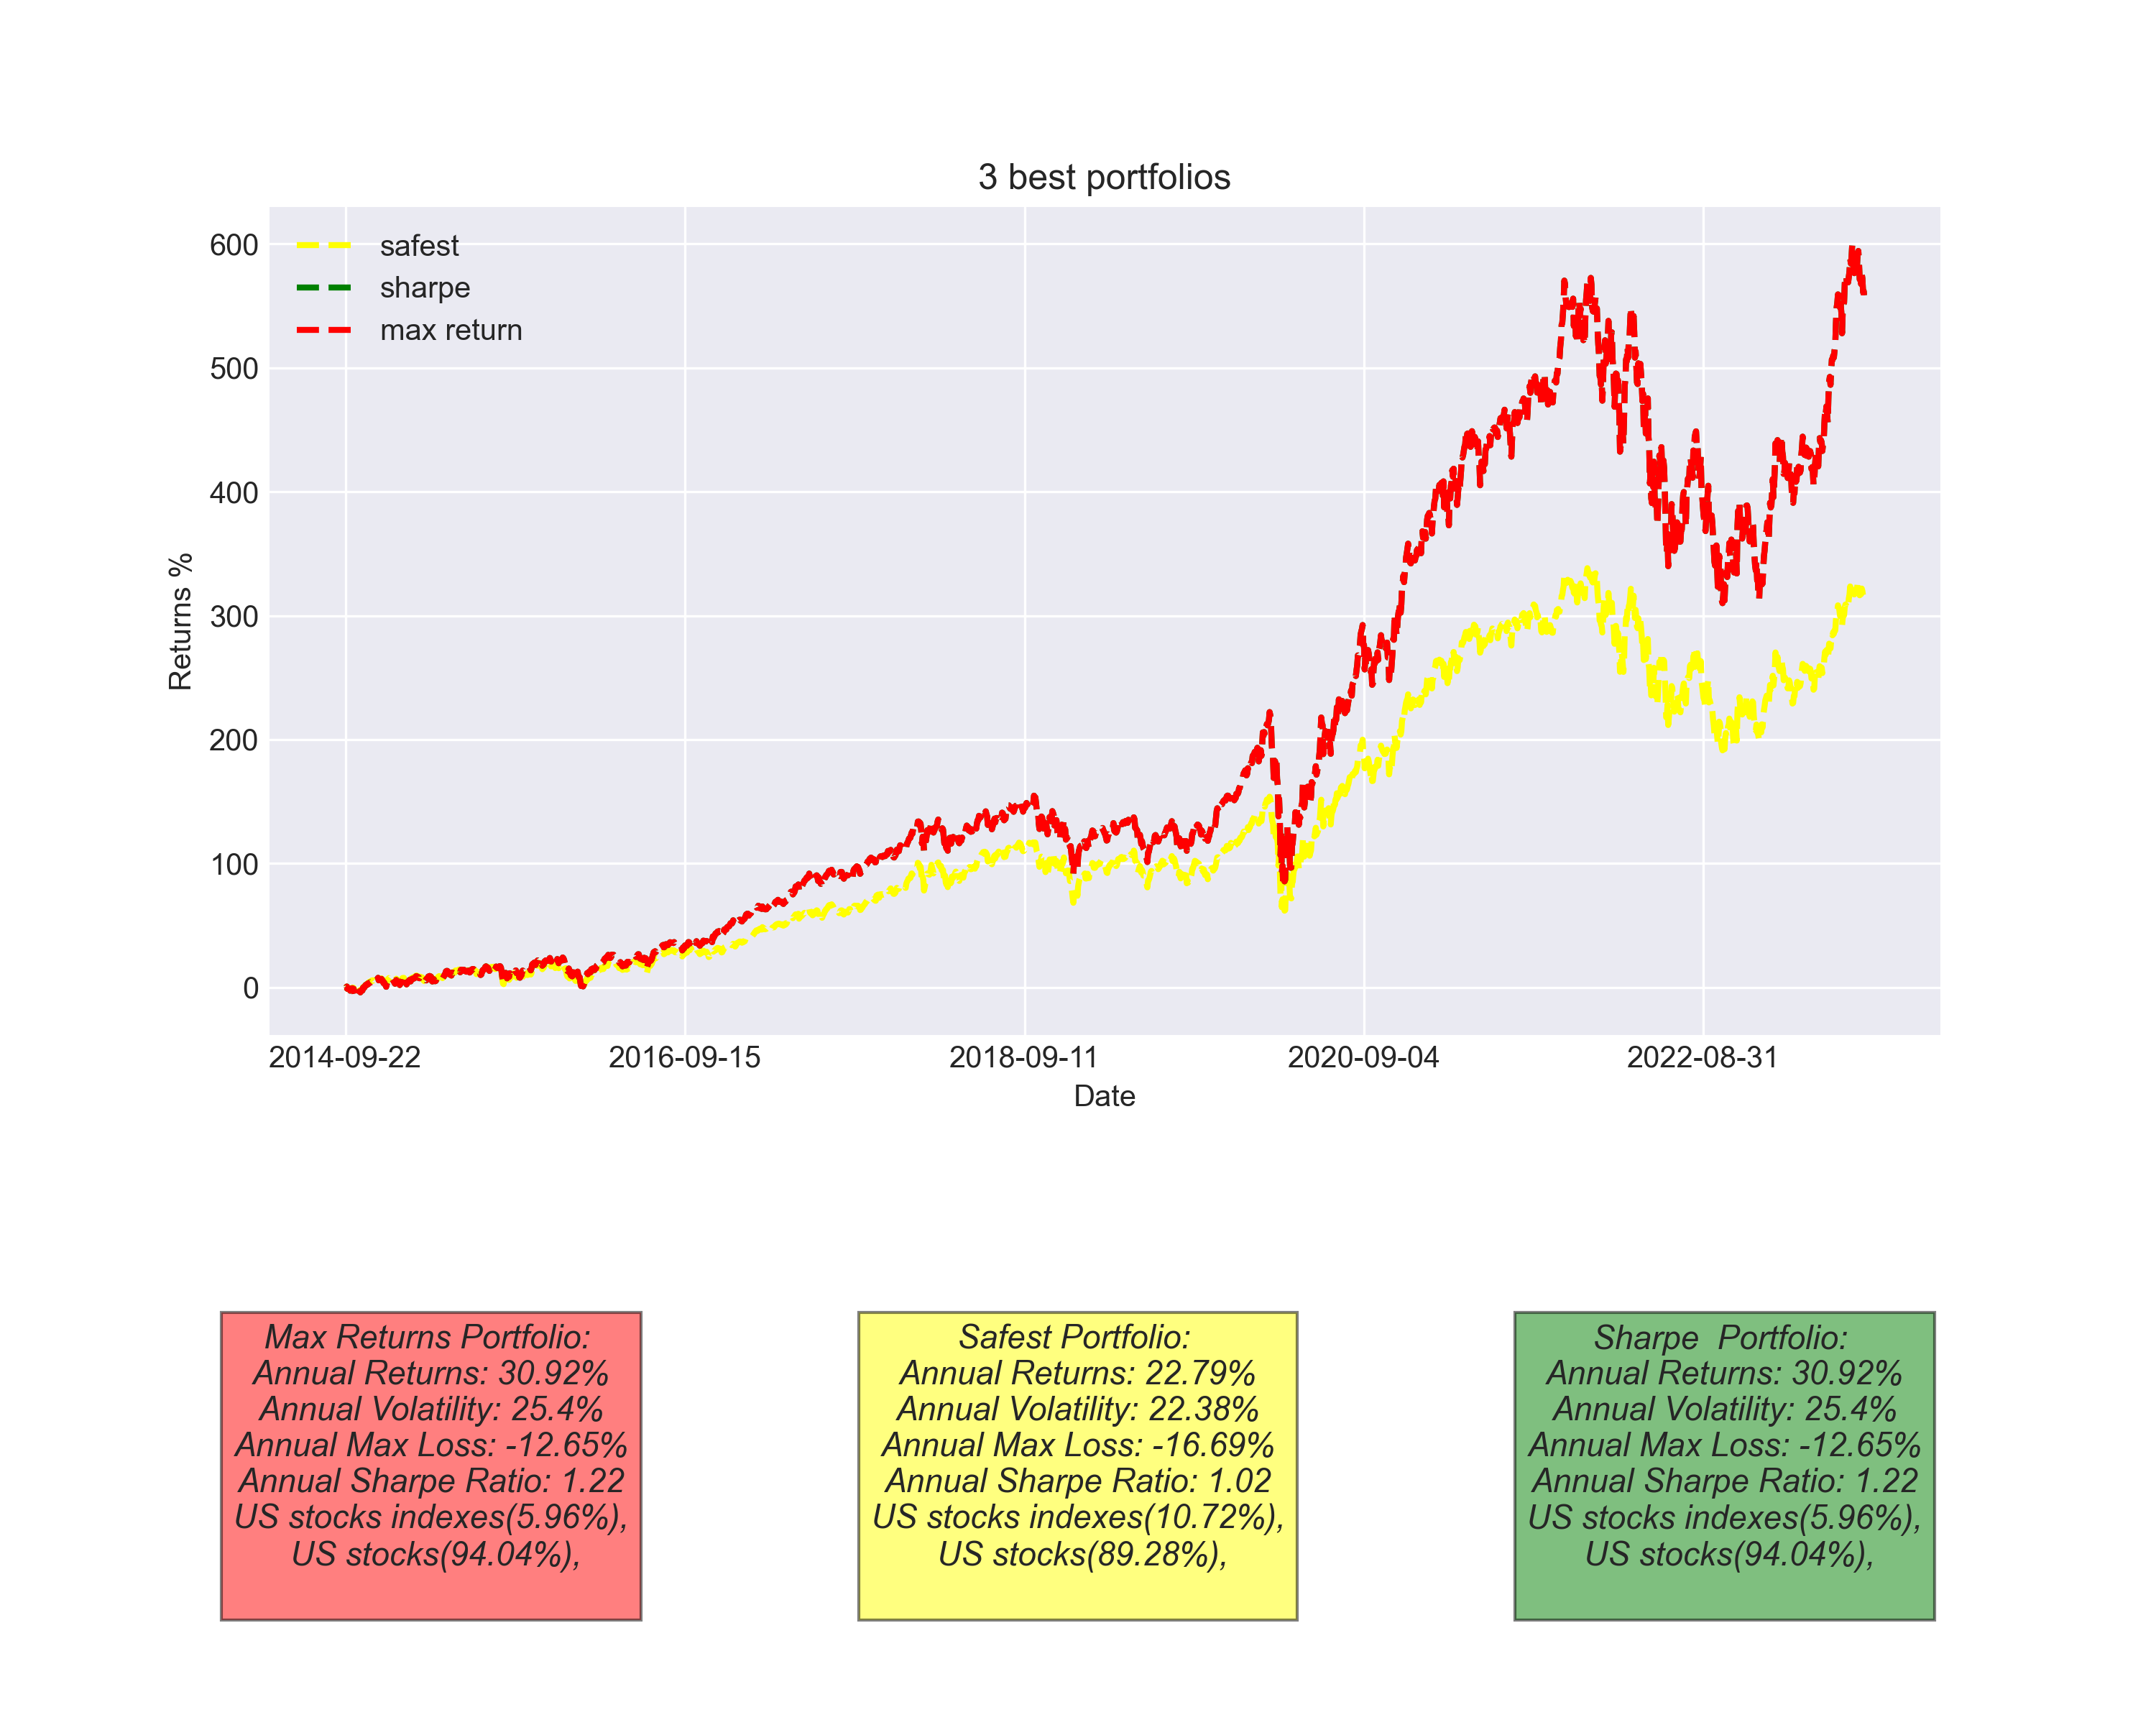 3 best portfolios
safest
sharpe
max return
600
500
400
300
200
100
0
Returns %
2014-09-22
2016-09-15
2018-09-11
2020-09-04
2022-08-31
Date
Max Returns Portfolio:
Annual Returns: 30.92%
Annual Volatility: 25.4%
Annual Max Loss: -12.65%
Annual Sharpe Ratio: 1.22
US stocks indexes(5.96%),
US stocks(94.04%),
Safest Portfolio:
Annual Returns: 22.79%
Annual Volatility: 22.38%
Annual Max Loss: -16.69%
Annual Sharpe Ratio: 1.02
US stocks indexes(10.72%),
US stocks(89.28%),
Sharpe  Portfolio:
Annual Returns: 30.92%
Annual Volatility: 25.4%
Annual Max Loss: -12.65%
Annual Sharpe Ratio: 1.22
US stocks indexes(5.96%),
US stocks(94.04%),